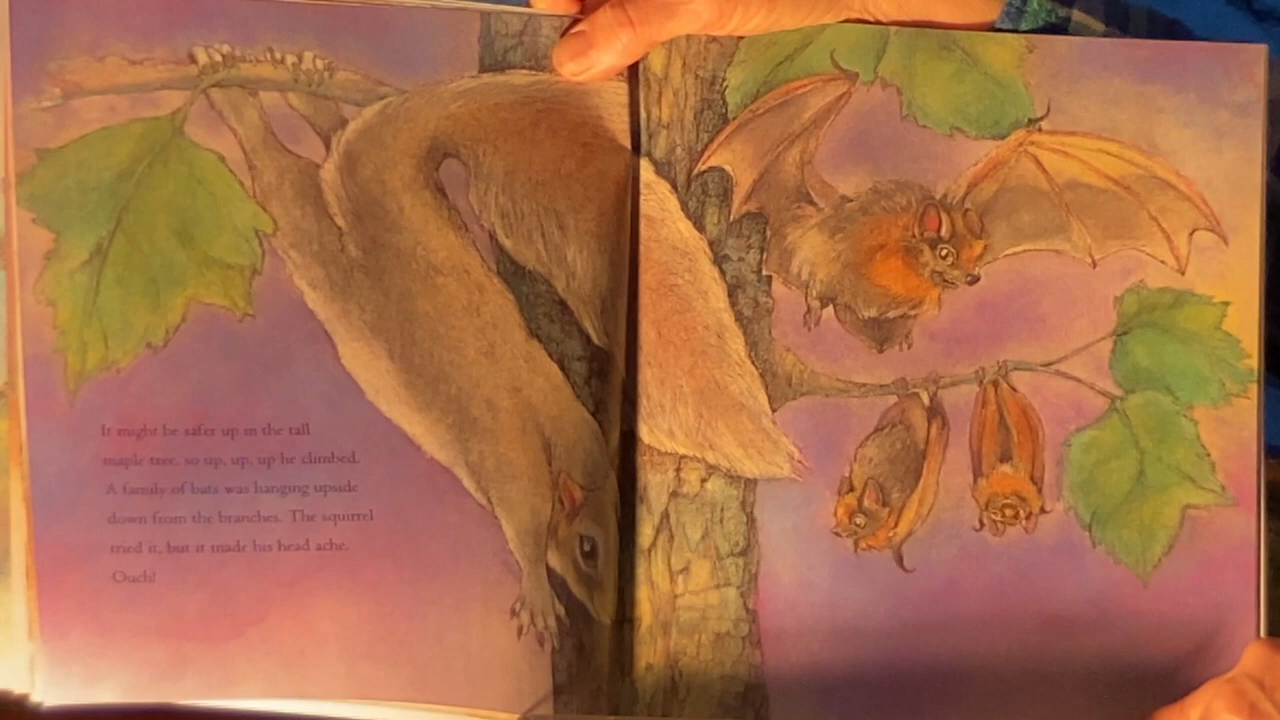 It might be safer up in the tall
maple tree, so up, up, up he climbed.
A family of bats was hanging upside
down from the branches. The squirrel
tried it, but it made his head ache.
Ouch!